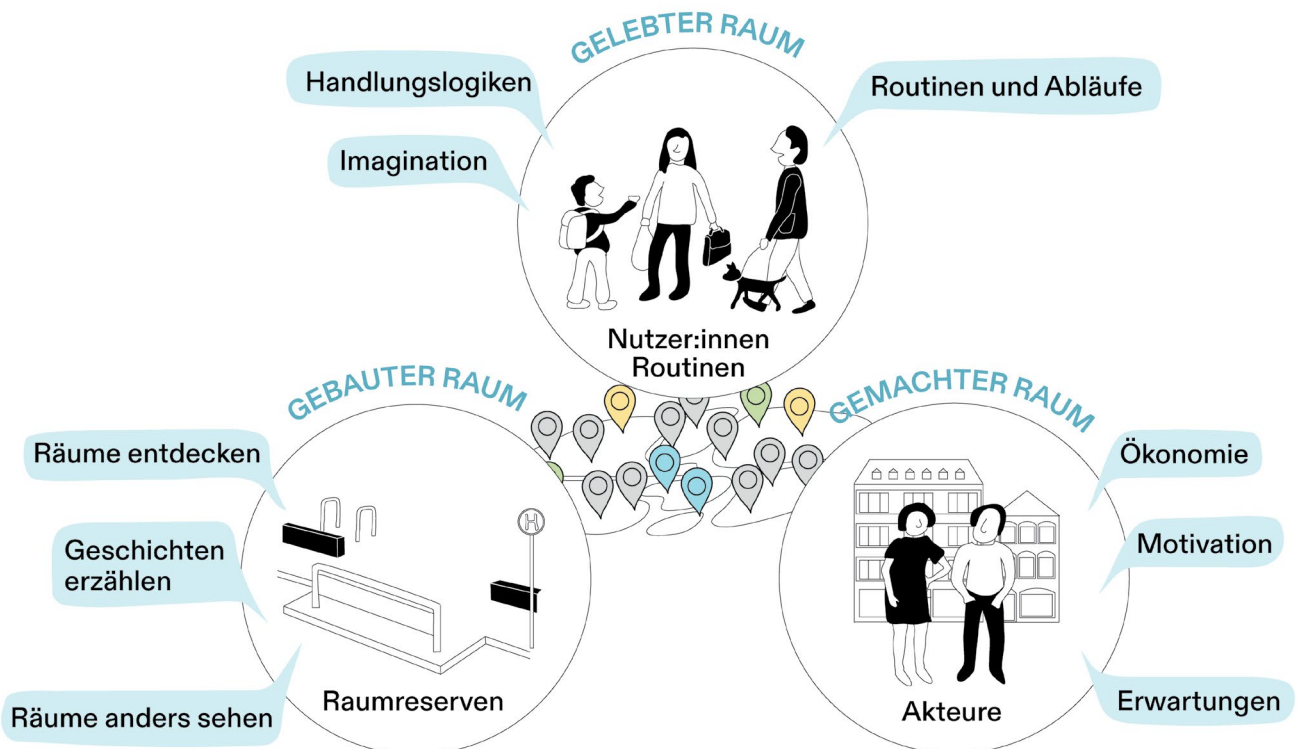 GELEBTER RAUM
Handlungslogiken
Imagination
Routinen und Abläufe
Nutzer:innen
Routinen
GEBAUTER RAUM
Räume entdecken
Geschichten
erzählen
Räume anders sehen
H
Raumreserven
GEMACHTER RAUM
Ökonomie
Motivation
Erwartungen
Akteure